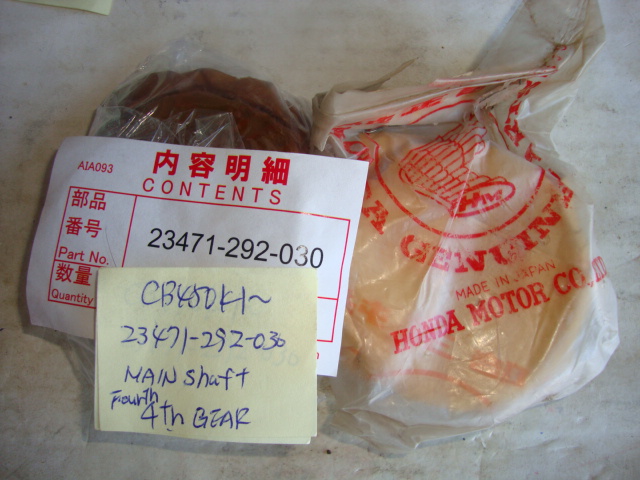 AIA093
内容明細
CONTENTS
部品
番号
Part No.
23471-292-030
数量
Quantity
CB450K1~
23471-292-030
MAIN shaft
Fourth
4th GEAR
HM
A GENUINE
MADE IN JAPAN
HONDA MOTOR CO., LTD